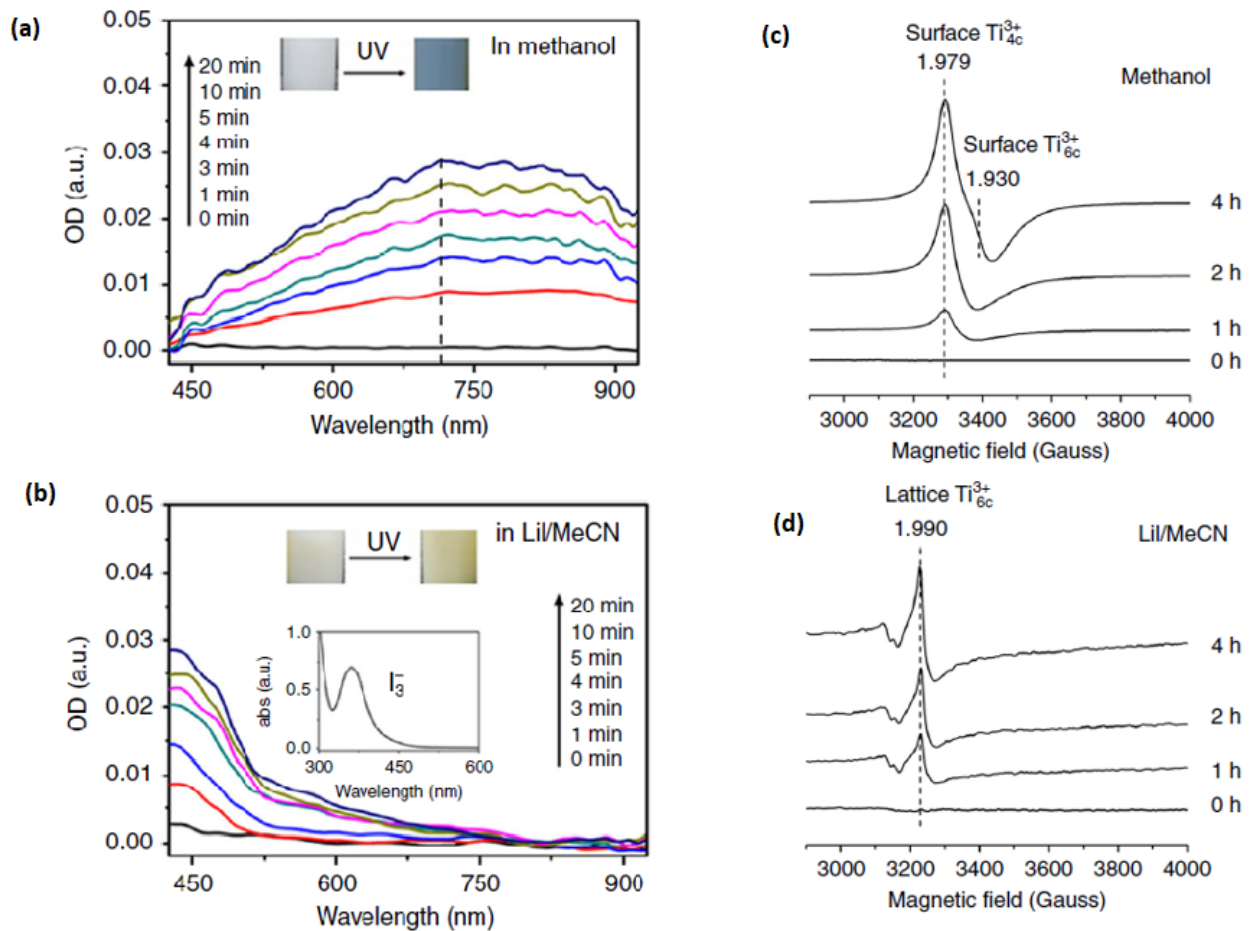 (a)
0.05
0.04
0.03
0.02
0.01
0.00
OD (a.u.)
20 min
10 min
5 min
4 min
3 min
1 min
0 min
UV
In methanol
450
600
750
900
Wavelength (nm)
(b)
0.05
0.04
0.03
0.02
0.01
0.00
OD (a.u.)
UV
in LiI/MeCN
20 min
10 min
5 min
4 min
3 min
1 min
0 min
1.0
0.5
0.0
abs (a.u.)
I₃⁻
300
450
600
Wavelength (nm)
450
600
750
900
Wavelength (nm)
(c)
Surface Ti³⁺4c
1.979
Methanol
Surface Ti³⁺6c
1.930
4 h
2 h
1 h
0 h
3000
3200
3400
3600
3800
4000
Magnetic field (Gauss)
(d)
Lattice Ti³⁺6c
1.990
LiI/MeCN
4 h
2 h
1 h
0 h
3000
3200
3400
3600
3800
4000
Magnetic field (Gauss)